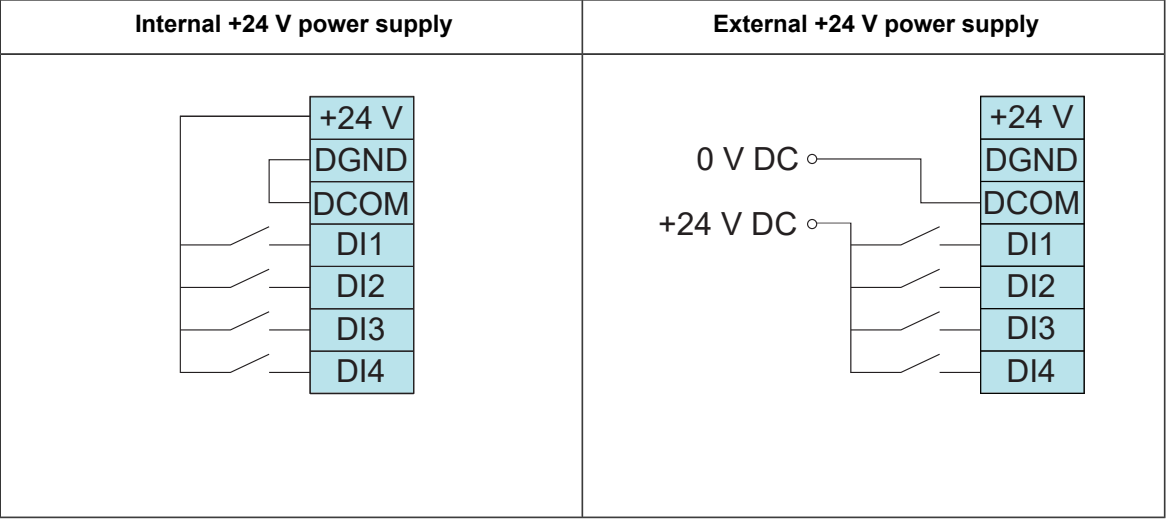 Internal +24 V power supply
External +24 V power supply
+24 V
DGND
DCOM
DI1
DI2
DI3
DI4
0 V DC
+24 V DC
+24 V
DGND
DCOM
DI1
DI2
DI3
DI4